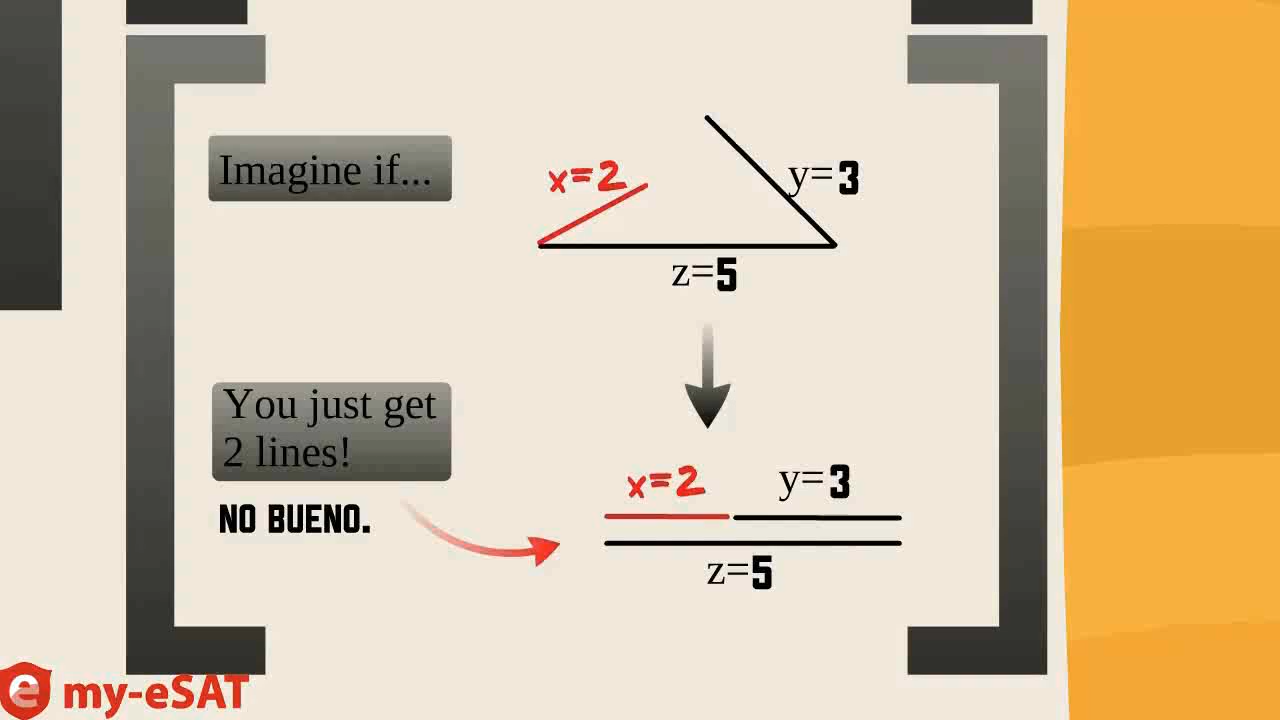 Imagine if...
x=2
y=3
z=5
You just get
2 lines!
NO BUENO.
x=2
y=3
z=5
e my-eSAT